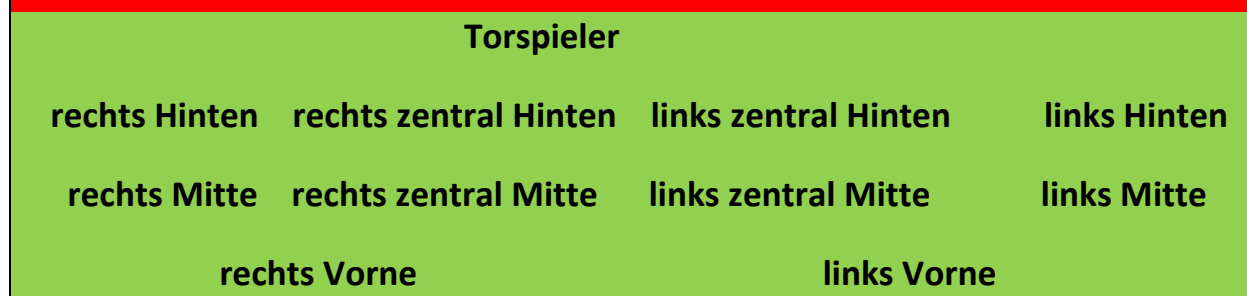 Torspieler
rechts Hinten rechts zentral Hinten links zentral Hinten links Hinten
rechts Mitte rechts zentral Mitte links zentral Mitte links Mitte
rechts Vorne links Vorne